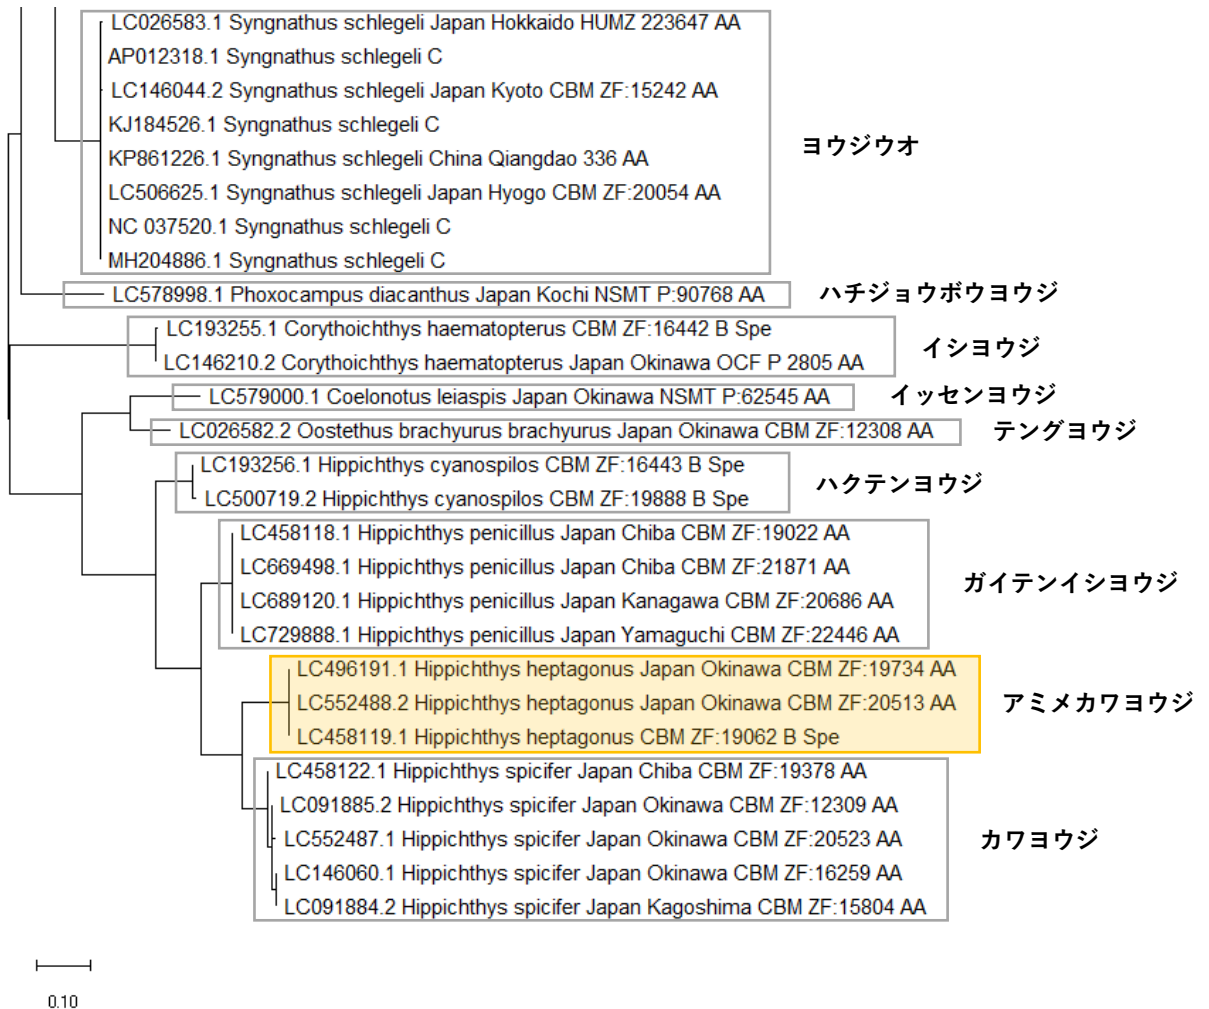 LC026583.1 Syngnathus schlegeli Japan Hokkaido HUMZ 223647 AA
AP012318.1 Syngnathus schlegeli C
LC146044.2 Syngnathus schlegeli Japan Kyoto CBM ZF:15242 AA
KJ184526.1 Syngnathus schlegeli C
KP861226.1 Syngnathus schlegeli China Qiangdao 336 AA
LC506625.1 Syngnathus schlegeli Japan Hyogo CBM ZF:20054 AA
NC 037520.1 Syngnathus schlegeli C
MH204886.1 Syngnathus schlegeli C
ヨウジウオ
LC578998.1 Phoxocampus diacanthus Japan Kochi NSMT P:90768 AA
ハチジョウボウヨウジ
LC193255.1 Corythoichthys haematopterus CBM ZF:16442 B Spe
LC146210.2 Corythoichthys haematopterus Japan Okinawa OCF P 2805 AA
イシヨウジ
LC579000.1 Coelonotus leiaspis Japan Okinawa NSMT P:62545 AA
イッセンヨウジ
LC026582.2 Oostethus brachyurus brachyurus Japan Okinawa CBM ZF:12308 AA
テングヨウジ
LC193256.1 Hippichthys cyanospilos CBM ZF:16443 B Spe
LC500719.2 Hippichthys cyanospilos CBM ZF:19888 B Spe
ハクテンヨウジ
LC458118.1 Hippichthys penicillus Japan Chiba CBM ZF:19022 AA
LC669498.1 Hippichthys penicillus Japan Chiba CBM ZF:21871 AA
LC689120.1 Hippichthys penicillus Japan Kanagawa CBM ZF:20686 AA
LC729888.1 Hippichthys penicillus Japan Yamaguchi CBM ZF:22446 AA
ガイテンイシヨウジ
LC496191.1 Hippichthys heptagonus Japan Okinawa CBM ZF:19734 AA
LC552488.2 Hippichthys heptagonus Japan Okinawa CBM ZF:20513 AA
LC458119.1 Hippichthys heptagonus CBM ZF:19062 B Spe
アミメカワヨウジ
LC458122.1 Hippichthys spicifer Japan Chiba CBM ZF:19378 AA
LC091885.2 Hippichthys spicifer Japan Okinawa CBM ZF:12309 AA
LC552487.1 Hippichthys spicifer Japan Okinawa CBM ZF:20523 AA
LC146060.1 Hippichthys spicifer Japan Okinawa CBM ZF:16259 AA
LC091884.2 Hippichthys spicifer Japan Kagoshima CBM ZF:15804 AA
カワヨウジ
0.10